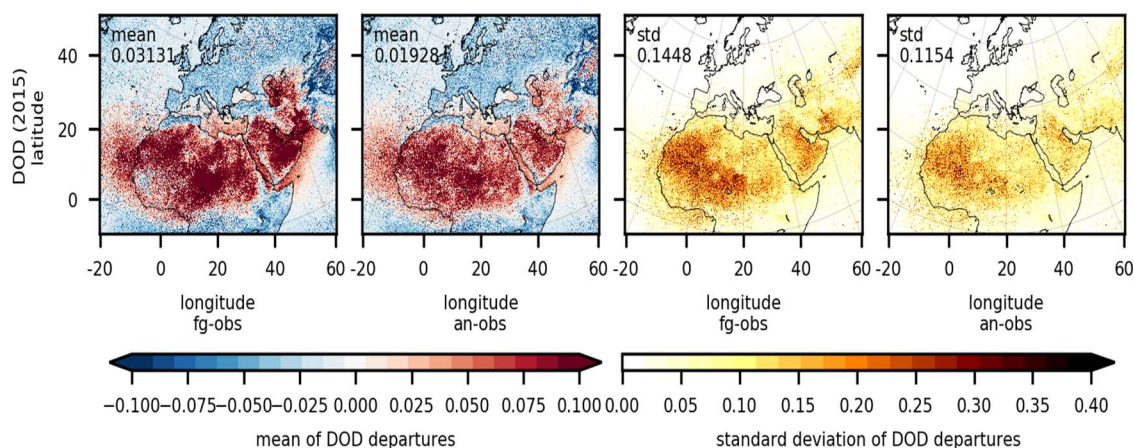 DOD (2015)
latitude
40
20
0
mean
0.03131
mean
0.01928
std
0.1448
std
0.1154
-20 0 20 40 60
-20 0 20 40 60
-20 0 20 40 60
-20 0 20 40 60
longitude
fg-obs
longitude
an-obs
longitude
fg-obs
longitude
an-obs
−0.100 −0.075 −0.050 −0.025 0.000 0.025 0.050 0.075 0.100
mean of DOD departures
0.00 0.05 0.10 0.15 0.20 0.25 0.30 0.35 0.40
standard deviation of DOD departures